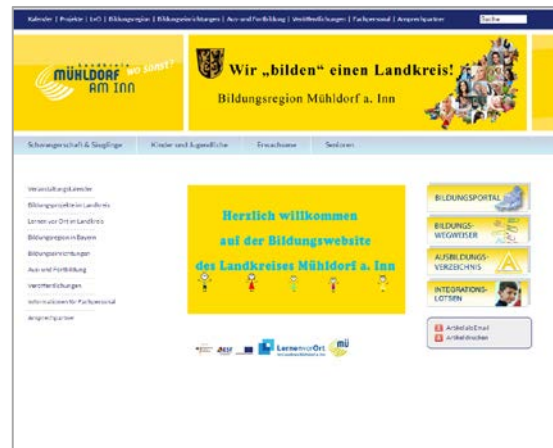 Kalender | Projekte | LvO | Bildungsregion | Bildungseinrichtungen | Aus- und Fortbildung | Veröffentlichungen | Fachpersonal | Ansprechpartner
Suche
Landkreis
MÜHLDORF
AM INN
wo sonst!
Wir „bilden“ einen Landkreis!
Bildungsregion Mühldorf a. Inn
Schwangerschaft & Säuglinge
Kinder und Jugendliche
Erwachsene
Senioren
Veranstaltungskalender
Bildungsprojekte im Landkreis
Lernen vor Ort im Landkreis
Bildungsregion in Bayern
Bildungseinrichtungen
Aus- und Fortbildung
Veröffentlichungen
Informationen für Fachpersonal
Ansprechpartner
Herzlich willkommen
auf der Bildungswebsite
des Landkreises Mühldorf a. Inn
ESF
LernenvorOrt
mü
BILDUNGSPORTAL
BILDUNGS-
WEGWEISER
AUSBILDUNGS-
VERZEICHNIS
INTEGRATIONS-
LOTSEN
Artikel als Email
Artikel drucken